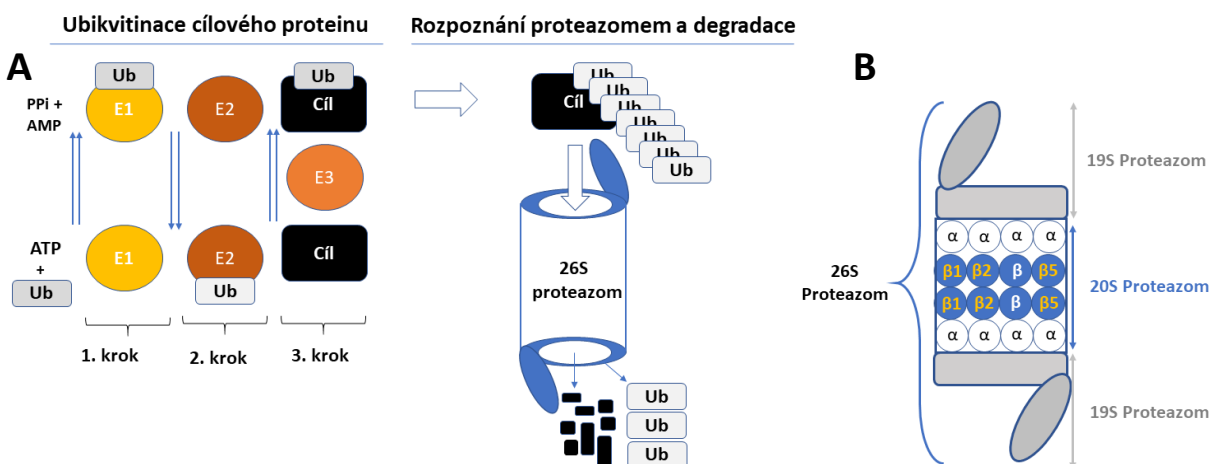 Ubikvitinace cílového proteinu
Rozpoznání proteazomem a degradace
A
Ub
E1
E2
Ub
Cíl
PPi +
AMP
E3
ATP
+
Ub
E1
E2
Ub
Cíl
1. krok
2. krok
3. krok
Cíl
Ub
Ub
Ub
Ub
Ub
Ub
Ub
26S
proteazom
Ub
Ub
Ub
B
26S
Proteazom
α α α α
β1 β2 β β5
β1 β2 β β5
α α α α
19S Proteazom
20S Proteazom
19S Proteazom